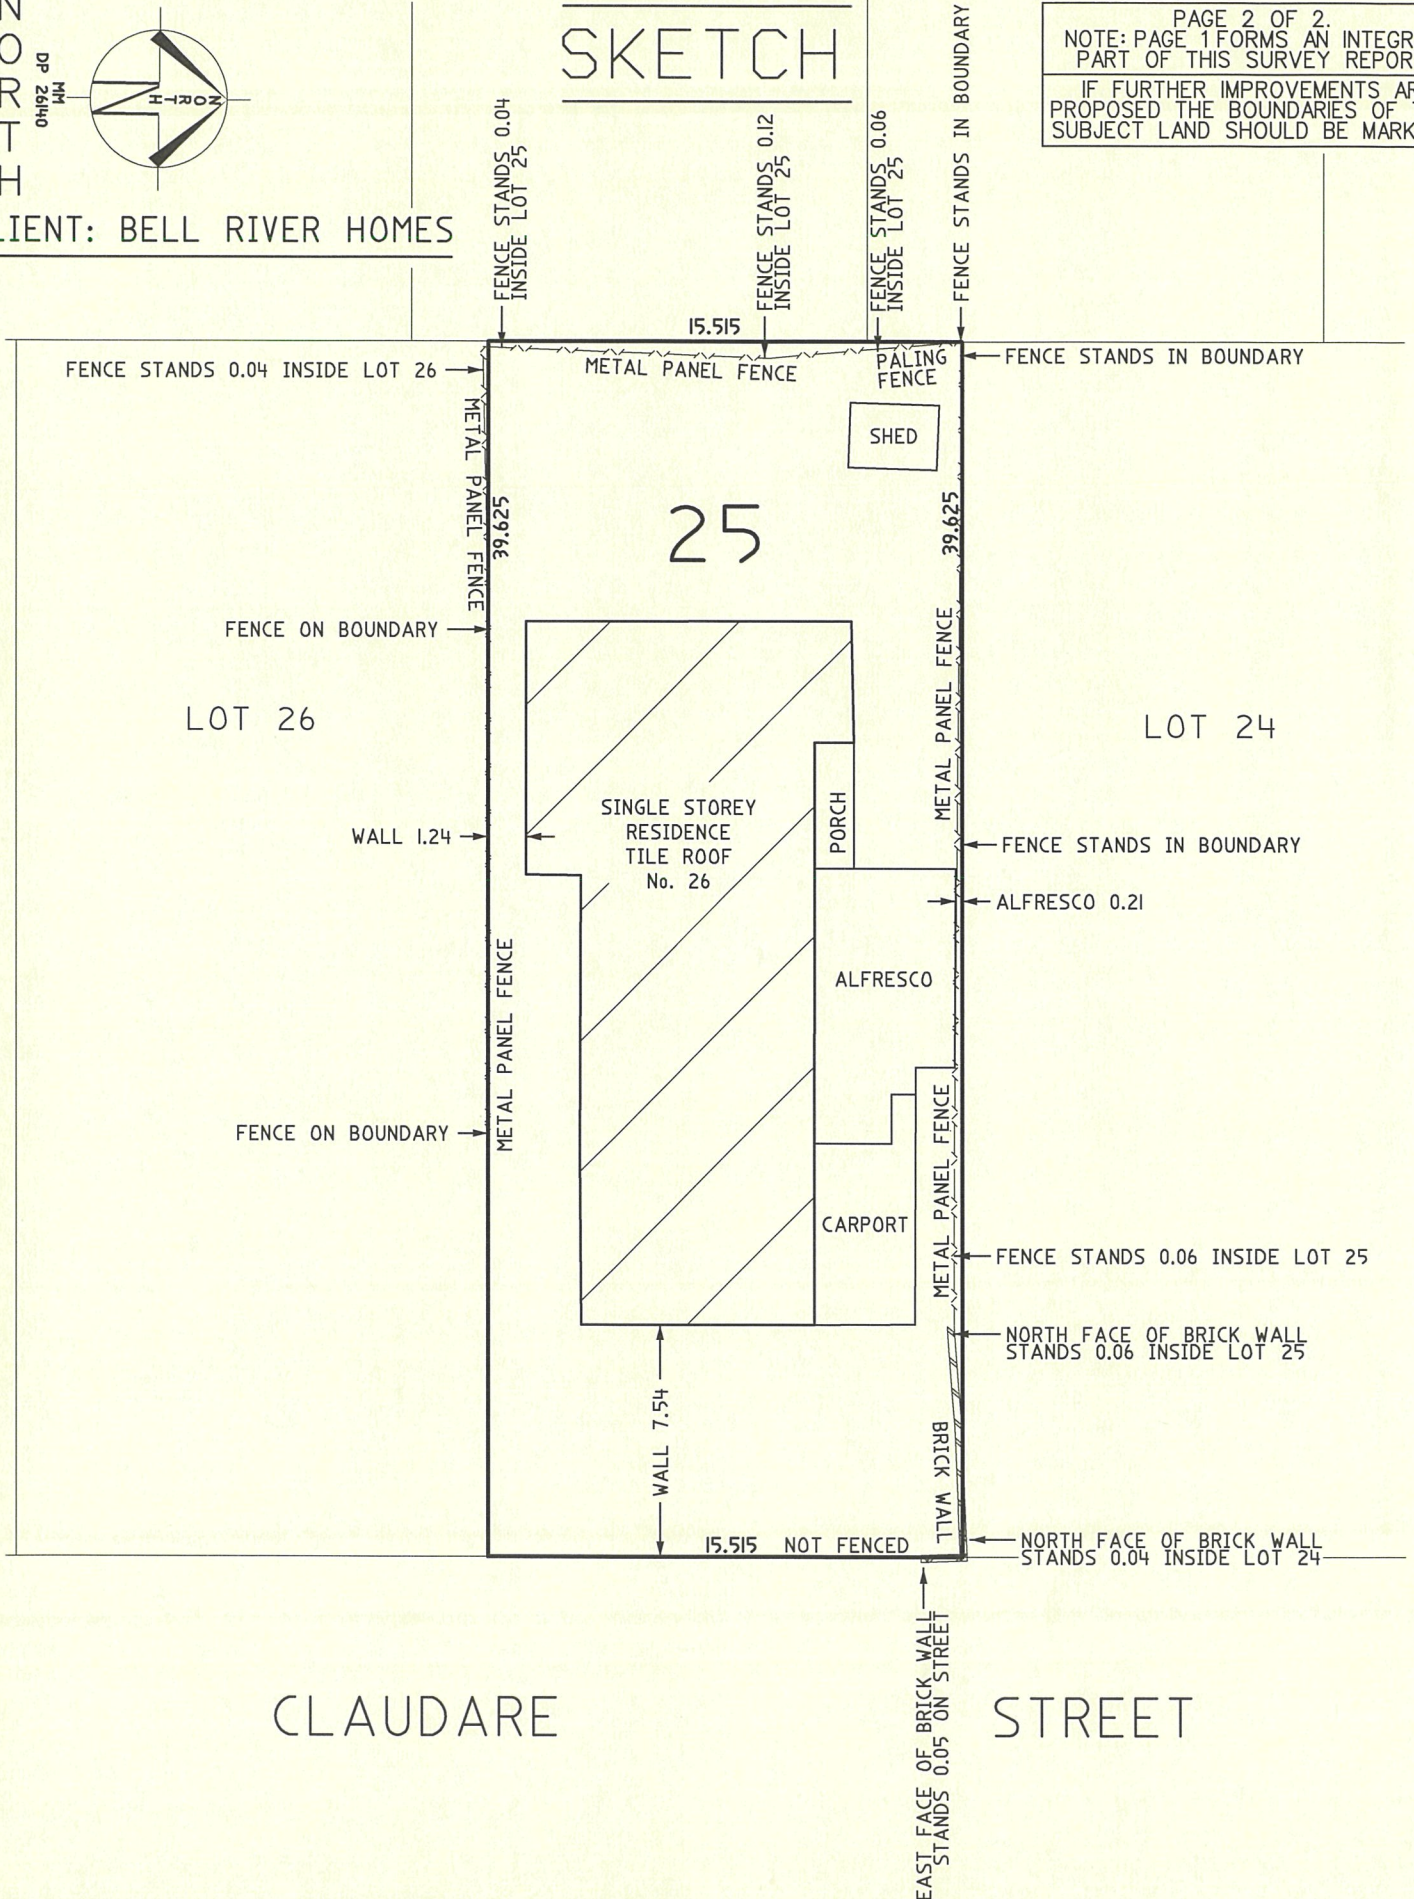 NORTH
MM
DP 261140
NORTH
SKETCH
PAGE 2 OF 2.
NOTE: PAGE 1 FORMS AN INTEGR
PART OF THIS SURVEY REPOR
IF FURTHER IMPROVEMENTS AR
PROPOSED THE BOUNDARIES OF
SUBJECT LAND SHOULD BE MARK
LIENT: BELL RIVER HOMES
FENCE STANDS 0.04
INSIDE LOT 25
FENCE STANDS 0.12
INSIDE LOT 25
FENCE STANDS 0.06
INSIDE LOT 25
FENCE STANDS IN BOUNDARY
15.515
FENCE STANDS 0.04 INSIDE LOT 26
METAL PANEL FENCE
PALING
FENCE
FENCE STANDS IN BOUNDARY
SHED
METAL PANEL FENCE
39.625
25
39.625
FENCE ON BOUNDARY
METAL PANEL FENCE
LOT 26
LOT 24
SINGLE STOREY
RESIDENCE
TILE ROOF
No. 26
PORCH
WALL 1.24
FENCE STANDS IN BOUNDARY
ALFRESCO 0.21
ALFRESCO
METAL PANEL FENCE
FENCE ON BOUNDARY
METAL PANEL FENCE
CARPORT
FENCE STANDS 0.06 INSIDE LOT 25
NORTH FACE OF BRICK WALL
STANDS 0.06 INSIDE LOT 25
WALL 7.54
BRICK WALL
15.515 NOT FENCED
NORTH FACE OF BRICK WALL
STANDS 0.04 INSIDE LOT 24
EAST FACE OF BRICK WALL
STANDS 0.05 ON STREET
CLAUDARE STREET